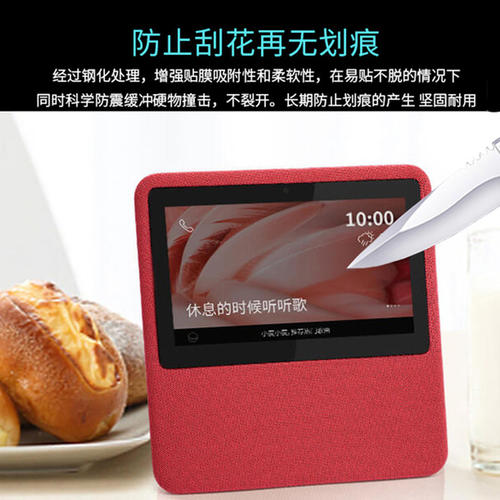 防止刮花再无划痕
经过钢化处理，增强贴膜吸附性和柔软性，在易贴不脱的情况下
同时科学防震缓冲硬物撞击，不裂开。长期防止划痕的产生 坚固耐用
10:00
休息的时候听听歌